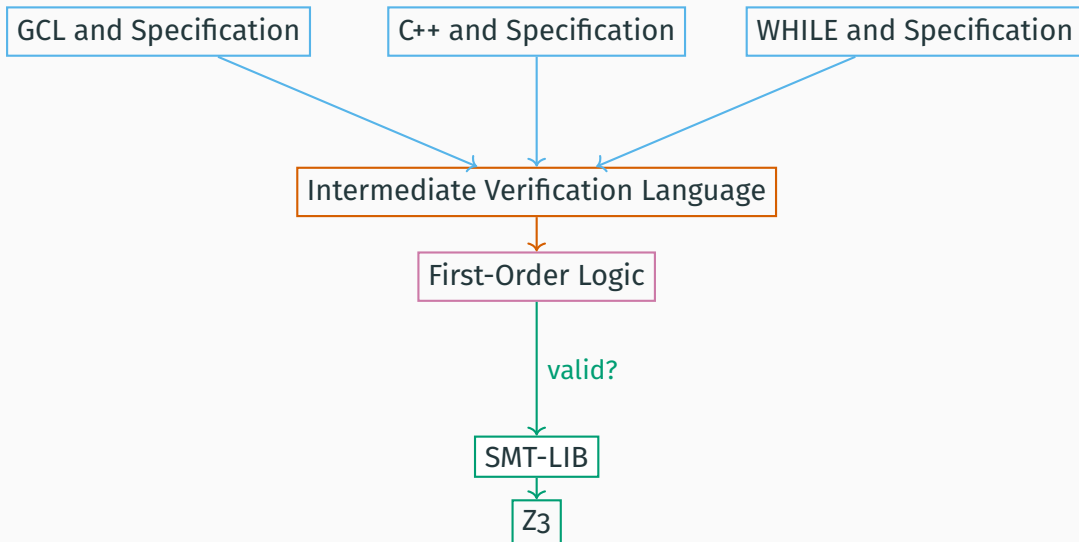 GCL and Specification
C++ and Specification
WHILE and Specification
Intermediate Verification Language
First-Order Logic
valid?
SMT-LIB
Z3